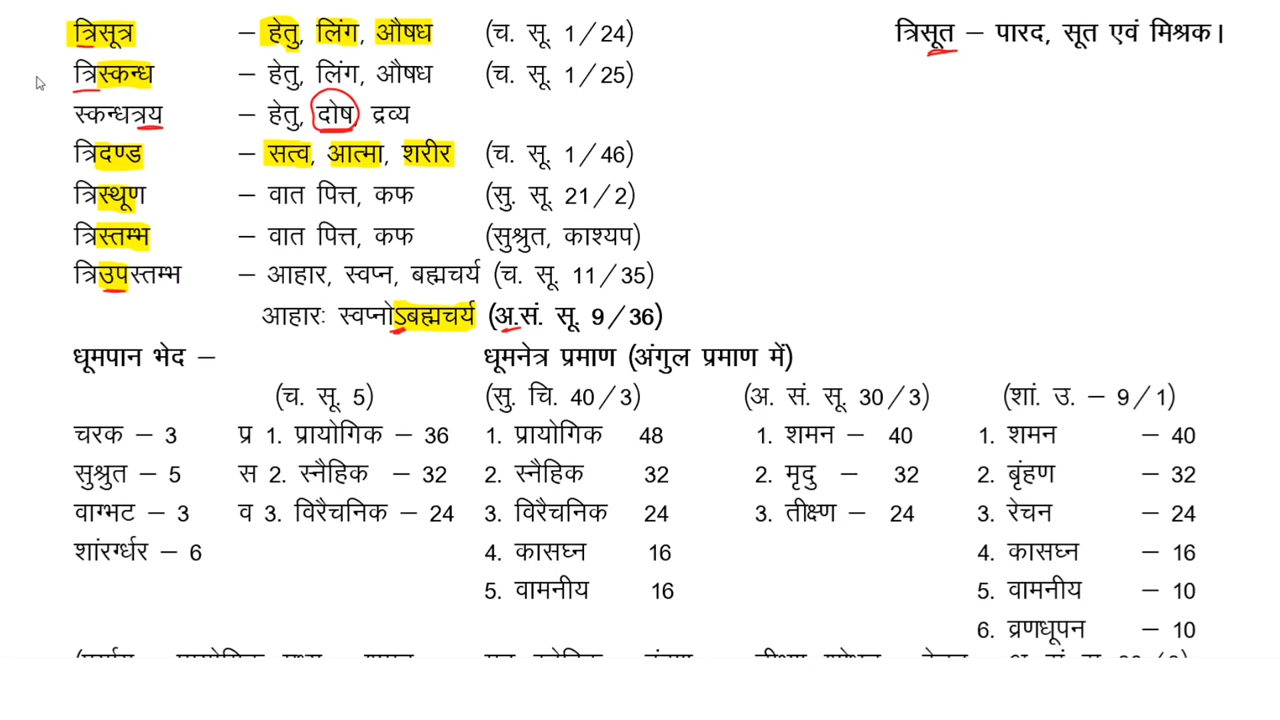 त्रिसूत्र – हेतु, लिंग, औषध (च. सू. 1/24) त्रिसूत – पारद, सूत एवं मिश्रक।
त्रिस्कन्ध – हेतु, लिंग, औषध (च. सू. 1/25)
स्कन्धत्रय – हेतु, दोष, द्रव्य
त्रिदण्ड – सत्व, आत्मा, शरीर (च. सू. 1/46)
त्रिस्थूण – वात पित्त, कफ (सु. सू. 21/2)
त्रिस्तम्भ – वात पित्त, कफ (सुश्रुत, काश्यप)
त्रिउपस्तम्भ – आहार, स्वप्न, बह्मचर्य (च. सू. 11/35)
आहारः स्वप्नोऽबह्मचर्य (अ.सं. सू. 9/36)
धूमपान भेद – धूमनेत्र प्रमाण (अंगुल प्रमाण में)
(च. सू. 5) (सु. चि. 40/3) (अ. सं. सू. 30/3) (शां. उ. – 9/1)
चरक – 3 प्र 1. प्रायोगिक – 36 1. प्रायोगिक 48 1. शमन – 40 1. शमन – 40
सुश्रुत – 5 स 2. स्नैहिक – 32 2. स्नैहिक 32 2. मृदु – 32 2. बृंहण – 32
वाग्भट – 3 व 3. विरैचनिक – 24 3. विरैचनिक 24 3. तीक्ष्ण – 24 3. रेचन – 24
शांरर्ग्धर – 6 4. कासघ्न 16 4. कासघ्न – 16
5. वामनीय 16 5. वामनीय – 10
6. व्रणधूपन – 10